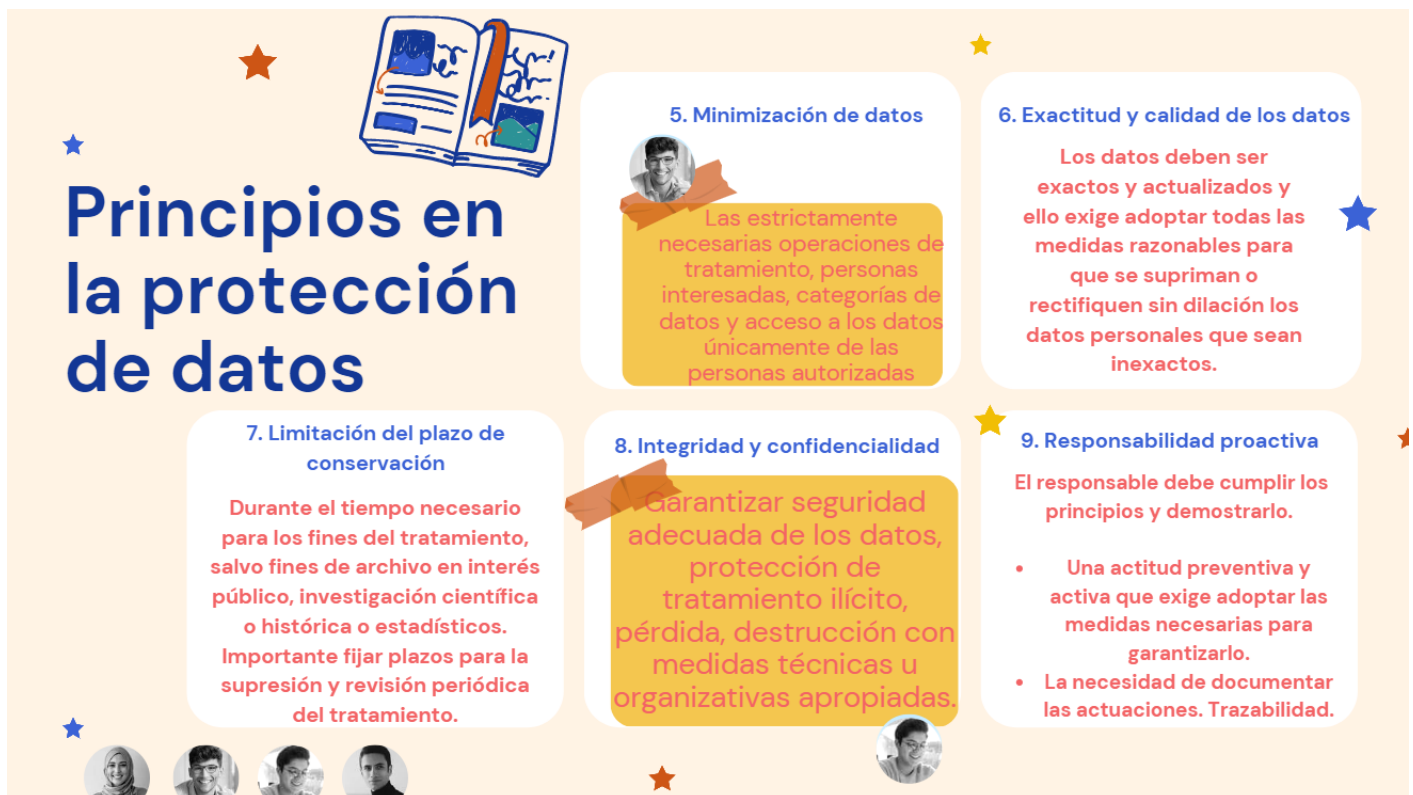 Principios en
la protección
de datos
5. Minimización de datos
Las estrictamente
necesarias operaciones de
tratamiento, personas
interesadas, categorías de
datos y acceso a los datos
únicamente de las
personas autorizadas
6. Exactitud y calidad de los datos
Los datos deben ser
exactos y actualizados y
ello exige adoptar todas las
medidas razonables para
que se supriman o
rectifiquen sin dilación los
datos personales que sean
inexactos.
7. Limitación del plazo de
conservación
Durante el tiempo necesario
para los fines del tratamiento,
salvo fines de archivo en interés
público, investigación científica
o histórica o estadísticos.
Importante fijar plazos para la
supresión y revisión periódica
del tratamiento.
8. Integridad y confidencialidad
Garantizar seguridad
adecuada de los datos,
protección de
tratamiento ilícito,
pérdida, destrucción con
medidas técnicas u
organizativas apropiadas.
9. Responsabilidad proactiva
El responsable debe cumplir los
principios y demostrarlo.
• Una actitud preventiva y
activa que exige adoptar las
medidas necesarias para
garantizarlo.
• La necesidad de documentar
las actuaciones. Trazabilidad.